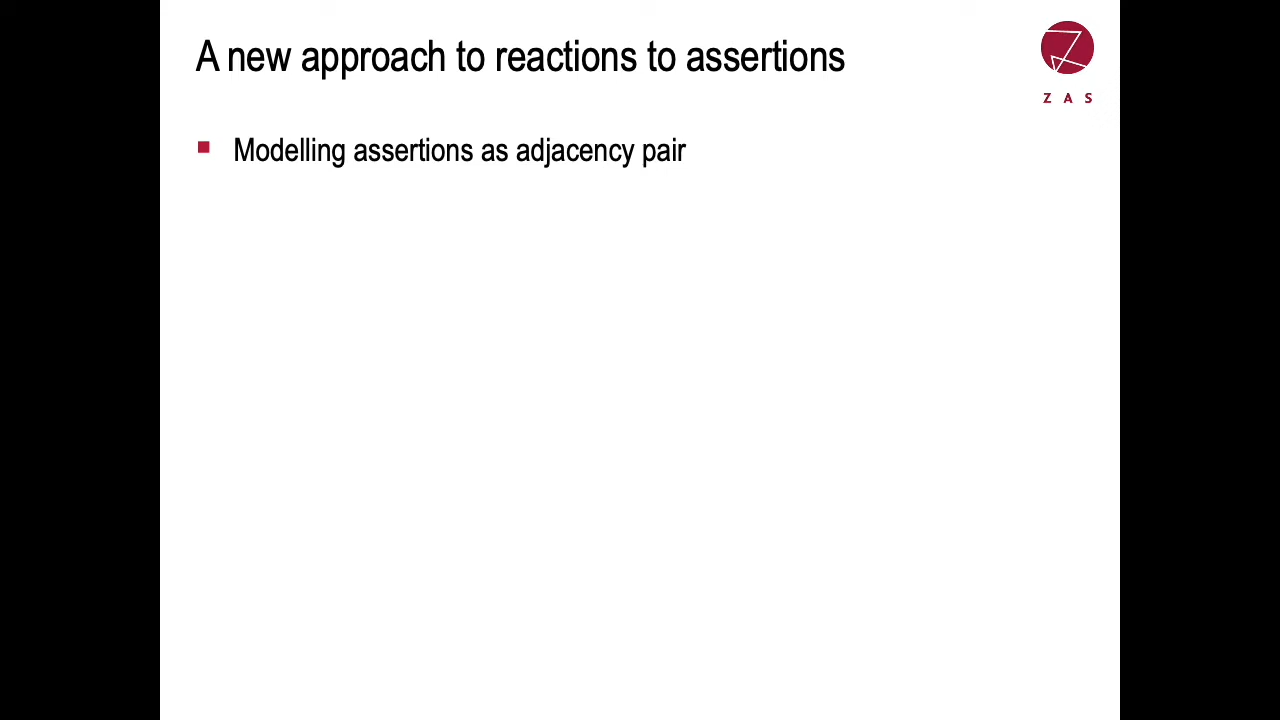 A new approach to reactions to assertions
Z A S
Modelling assertions as adjacency pair